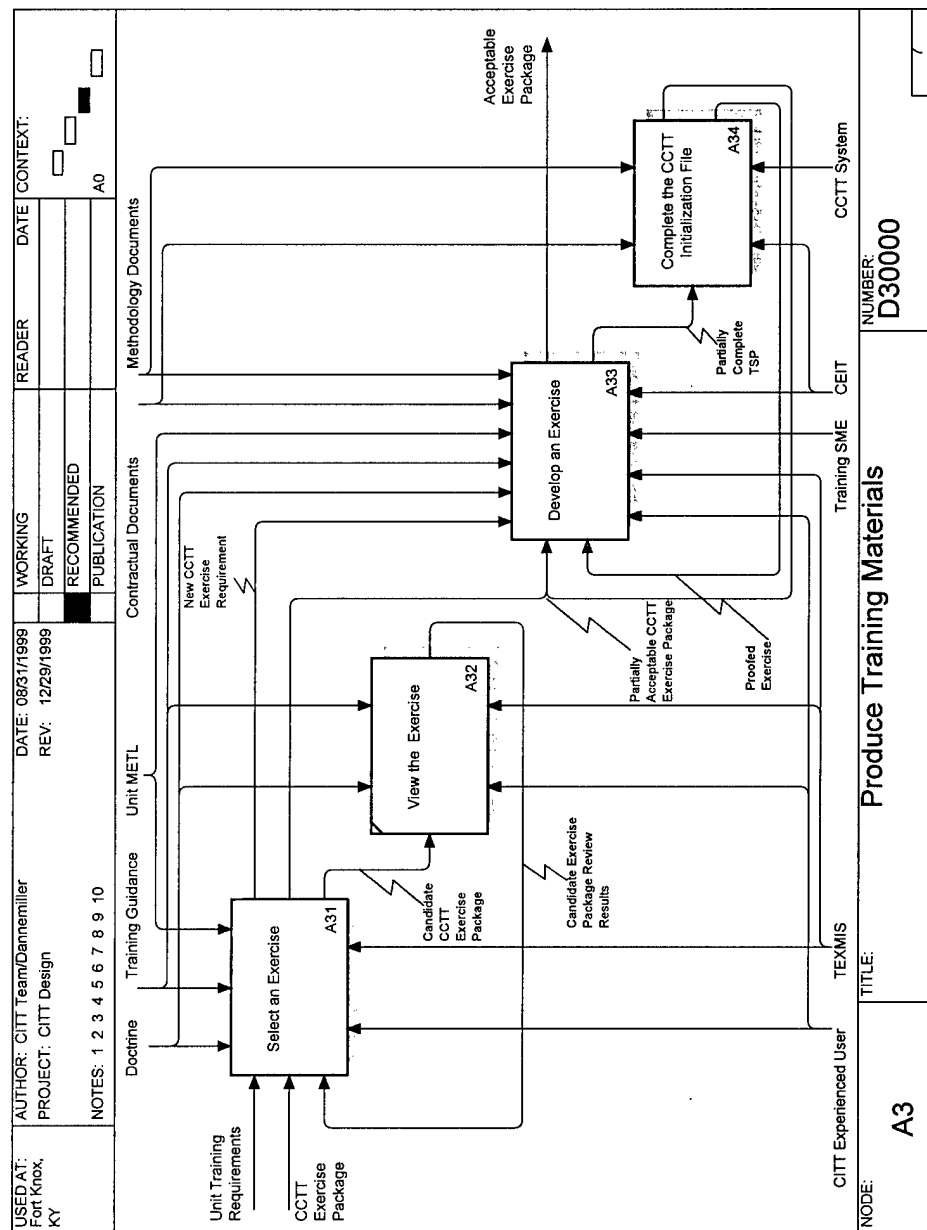 USED AT:
Fort Knox,
KY
AUTHOR: CITT Team/Dannemiller
PROJECT: CITT Design
NOTES: 1 2 3 4 5 6 7 8 9 10
DATE: 08/31/1999
REV: 12/29/1999
WORKING
DRAFT
RECOMMENDED
PUBLICATION
READER
DATE
CONTEXT:
A0
Doctrine
Training Guidance
Unit METL
Contractual Documents
Methodology Documents
Unit Training
Requirements
CCTT
Exercise
Package
Select an Exercise
A31
New CCTT
Exercise
Requirement
Candidate
CCTT
Exercise
Package
View the Exercise
A32
Candidate Exercise
Package Review
Results
Partially
Acceptable CCTT
Exercise Package
Proofed
Exercise
Develop an Exercise
A33
Partially
Complete
TSP
Complete the CCTT
Initialization File
A34
Acceptable
Exercise
Package
CITT Experienced User
TEXMIS
Training SME
CEIT
CCTT System
NODE:
A3
TITLE:
Produce Training Materials
NUMBER:
D30000